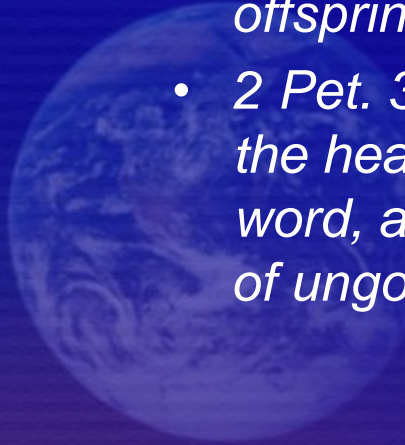 offsprin
• 2 Pet. 3
the hea
word, a
of ungo